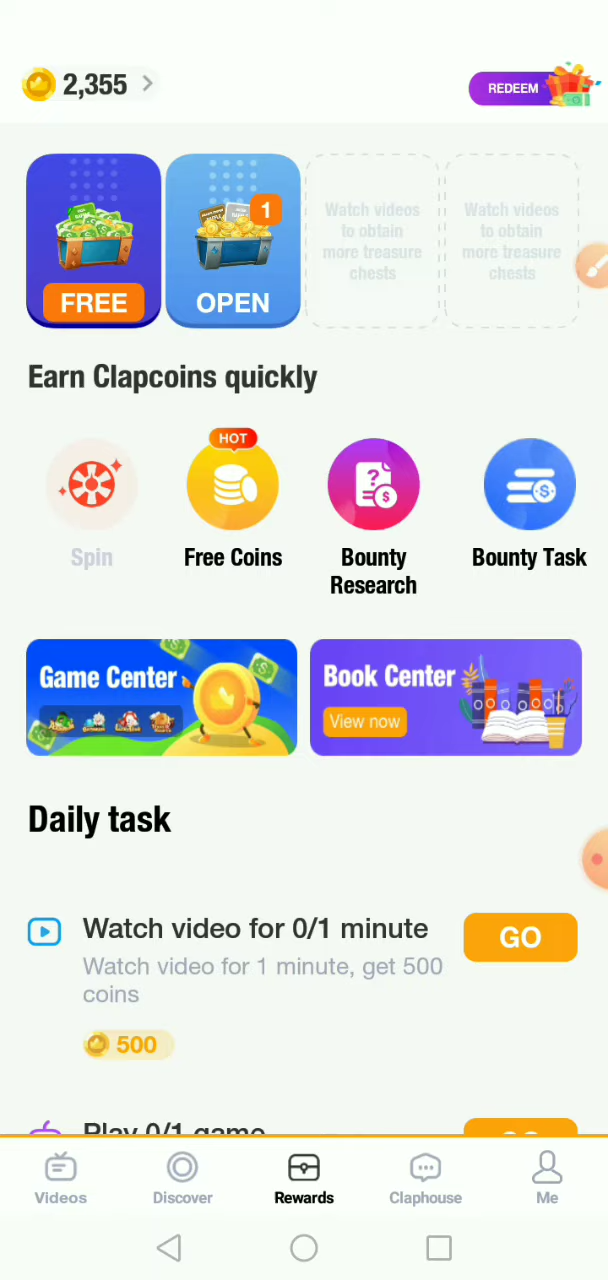 2,355
REDEEM
1
FREE
OPEN
Watch videos
to obtain
more treasure
chests
Watch videos
to obtain
more treasure
chests
Earn Clapcoins quickly
HOT
Spin
Free Coins
Bounty
Research
Bounty Task
Game Center
Book Center
View now
Daily task
Watch video for 0/1 minute
GO
Watch video for 1 minute, get 500
coins
500
Play 0/1 game
Videos
Discover
Rewards
Claphouse
Me